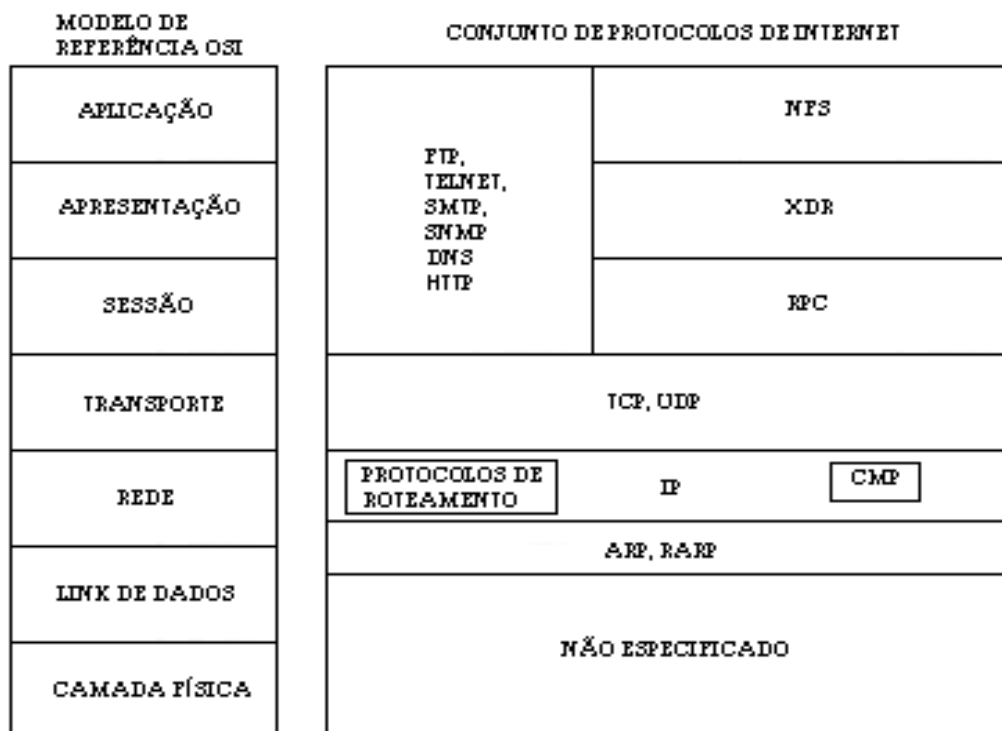 MODELO DE
REFERÊNCIA OSI
APLICAÇÃO
APRESENTAÇÃO
SESSÃO
TRANSPORTE
REDE
LINK DE DADOS
CAMADA FÍSICA
CONJUNTO DE PROTOCOLOS DE INTERNET
FTP,
TELNET,
SMTP,
SNMP
DNS
HTTP
NFS
XDR
RPC
TCP, UDP
PROTOCOLOS DE
ROTEAMENTO
IP
CMP
ARP, RARP
NÃO ESPECIFICADO